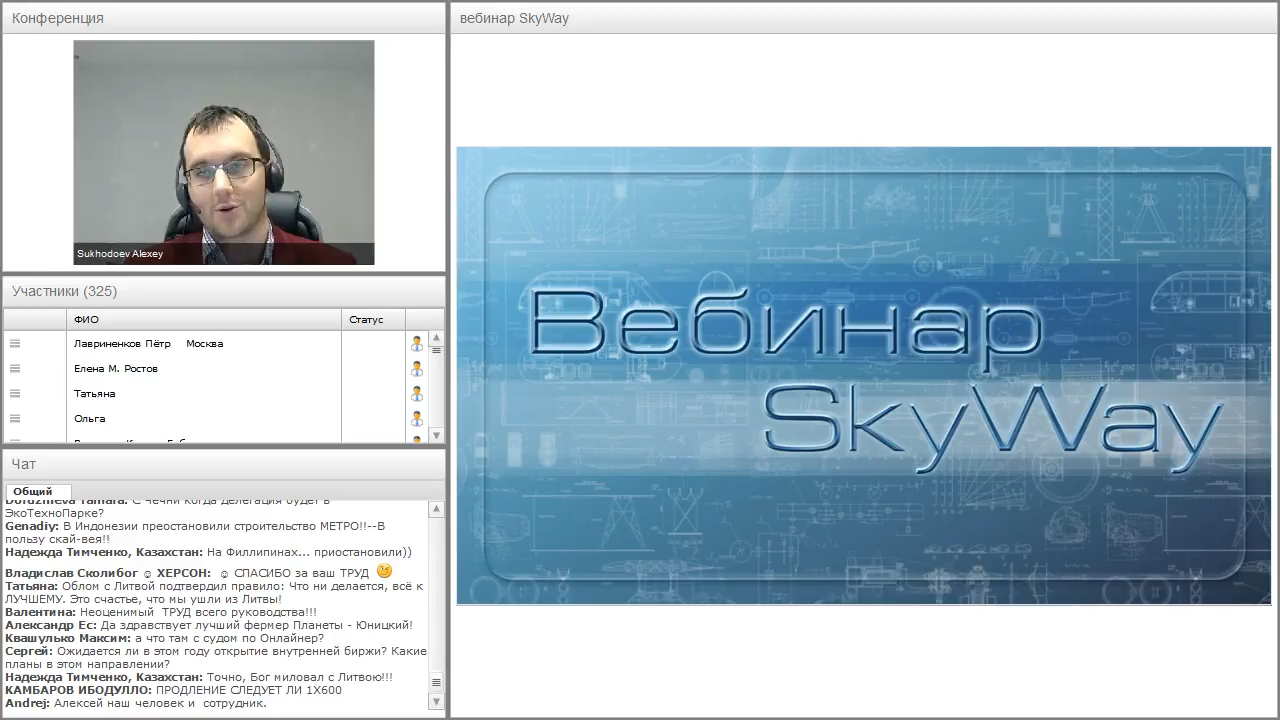 Конференция
Sukhodoev Alexey
Участники (325)
ФИО Статус
Лавриненков Пётр Москва
Елена М. Ростов
Татьяна
Ольга
Чат
Общий
С Чечни когда делегация будет в
ЭкоТехноПарке?
Genadiy: В Индонезии преостановили строительство МЕТРО!!--В
пользу скай-вея!!
Надежда Тимченко, Казахстан: На Филлипинах... приостановили))
Владислав Сколибог ☺ ХЕРСОН: ☺ СПАСИБО за ваш ТРУД
Татьяна: Облом с Литвой подтвердил правило: Что ни делается, всё к
ЛУЧШЕМУ. Это счастье, что мы ушли из Литвы!
Валентина: Неоценимый ТРУД всего руководства!!!
Александр Ес: Да здравствует лучший фермер Планеты - Юницкий!
Квашулько Максим: а что там с судом по Онлайнер?
Сергей: Ожидается ли в этом году открытие внутренней биржи? Какие
планы в этом направлении?
Надежда Тимченко, Казахстан: Точно, Бог миловал с Литвою!!!
КАМБАРОВ ИБОДУЛЛО: СЛЕДУЕТ ЛИ 1Х600
Andrej: Алексей наш человек и сотрудник.
вебинар SkyWay
Вебинар
SkyWay